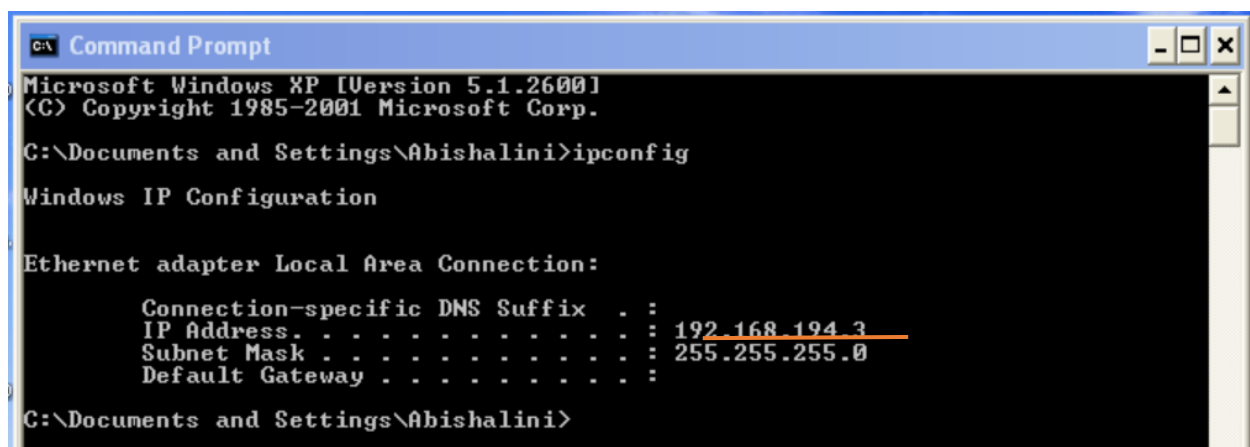 Command Prompt
Microsoft Windows XP [Version 5.1.2600]
(C) Copyright 1985-2001 Microsoft Corp.
C:\Documents and Settings\Abishalini>ipconfig
Windows IP Configuration
Ethernet adapter Local Area Connection:
Connection-specific DNS Suffix  . :
IP Address. . . . . . . . . . . . : 192.168.194.3
Subnet Mask . . . . . . . . . . . : 255.255.255.0
Default Gateway . . . . . . . . . :
C:\Documents and Settings\Abishalini>